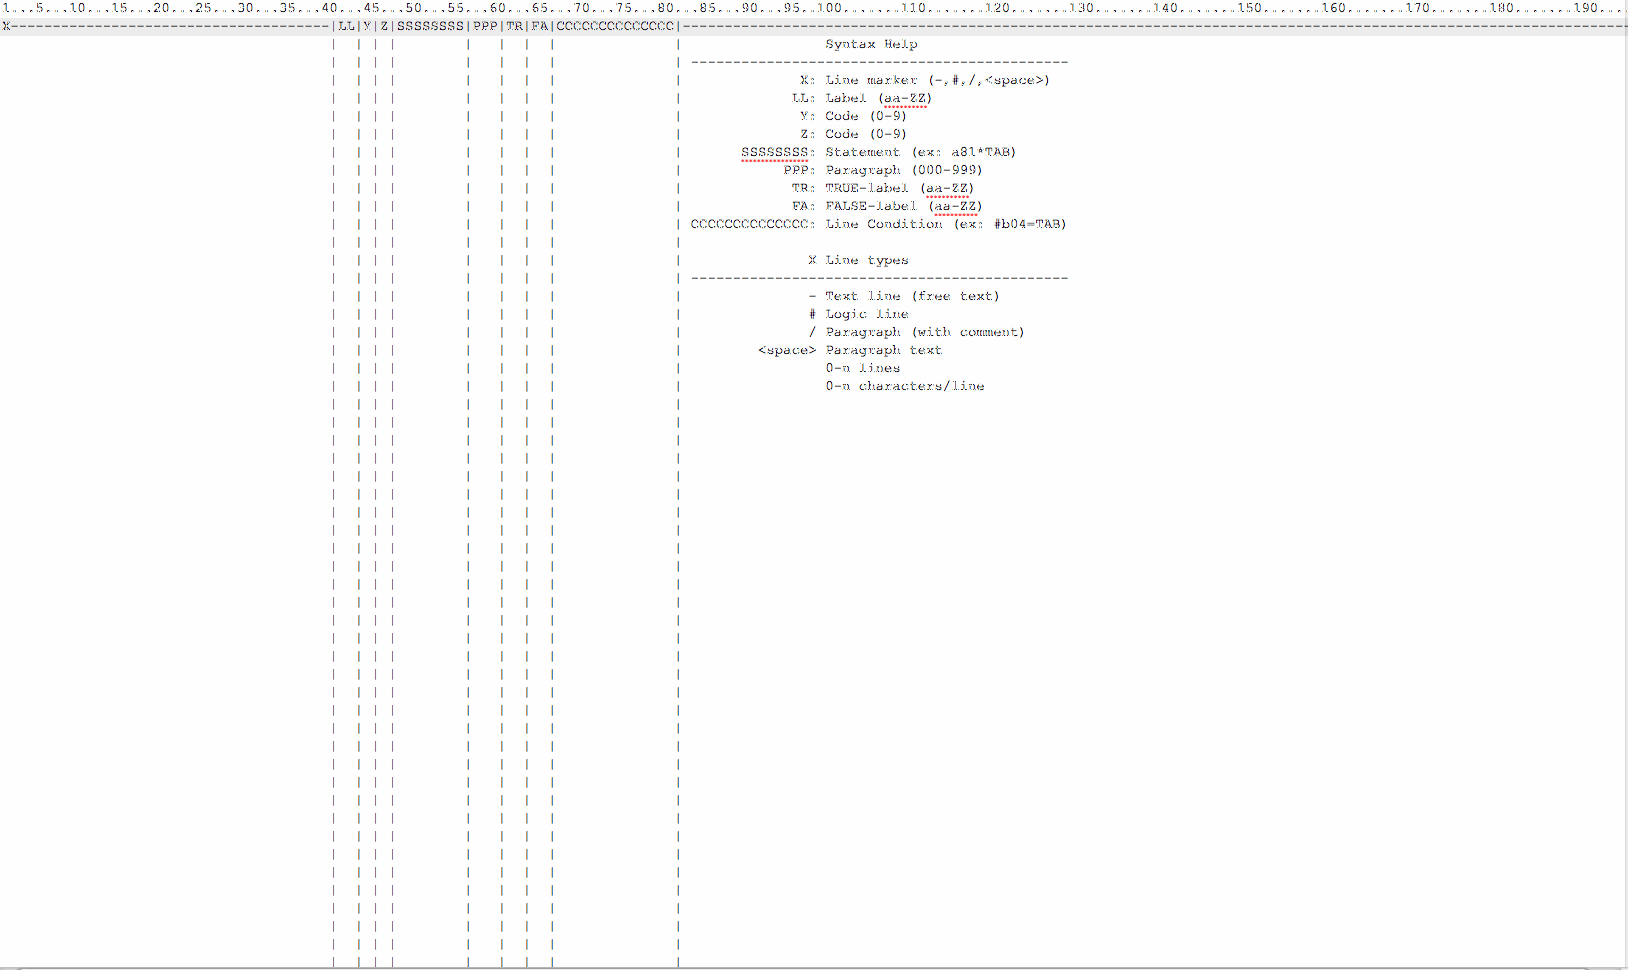 1...5...10...15...20...25...30...35...40...45...50...55...60...65...70...75...80...85...90...95..100.......110.......120.......130.......140.......150.......160.......170.......180.......190...
X--------------------------------------|LL|Y|Z|SSSSSSSS|PPP|TR|FA|CCCCCCCCCCCCCC|-----------------------------------------------------------------------------------------------------------------
Syntax Help
---------------------------------------------
X: Line marker (-,#,/,<space>)
LL: Label (aa-ZZ)
Y: Code (0-9)
Z: Code (0-9)
SSSSSSSS: Statement (ex: a81*TAB)
PPP: Paragraph (000-999)
TR: TRUE-label (aa-ZZ)
FA: FALSE-label (aa-ZZ)
CCCCCCCCCCCCCC: Line Condition (ex: #b04=TAB)
X Line types
---------------------------------------------
- Text line (free text)
# Logic line
/ Paragraph (with comment)
<space> Paragraph text
0-n lines
0-n characters/line